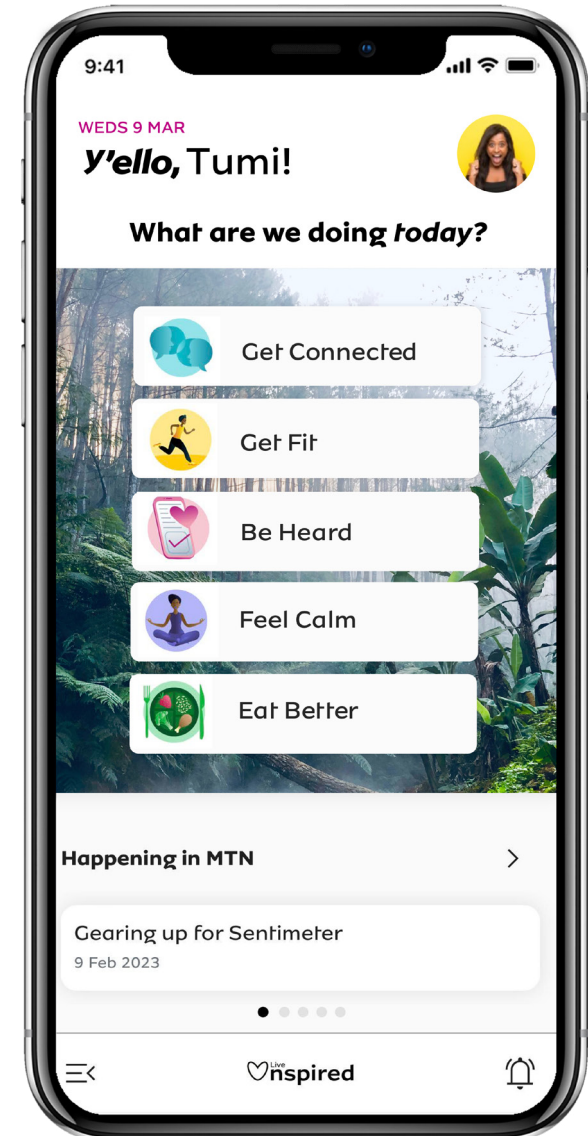 9:41
WEDS 9 MAR
y'ello, Tumi!
What are we doing today?
Get Connected
Get Fit
Be Heard
Feel Calm
Eat Better
Happening in MTN
Gearing up for Sentimeter
9 Feb 2023
Live
nspired